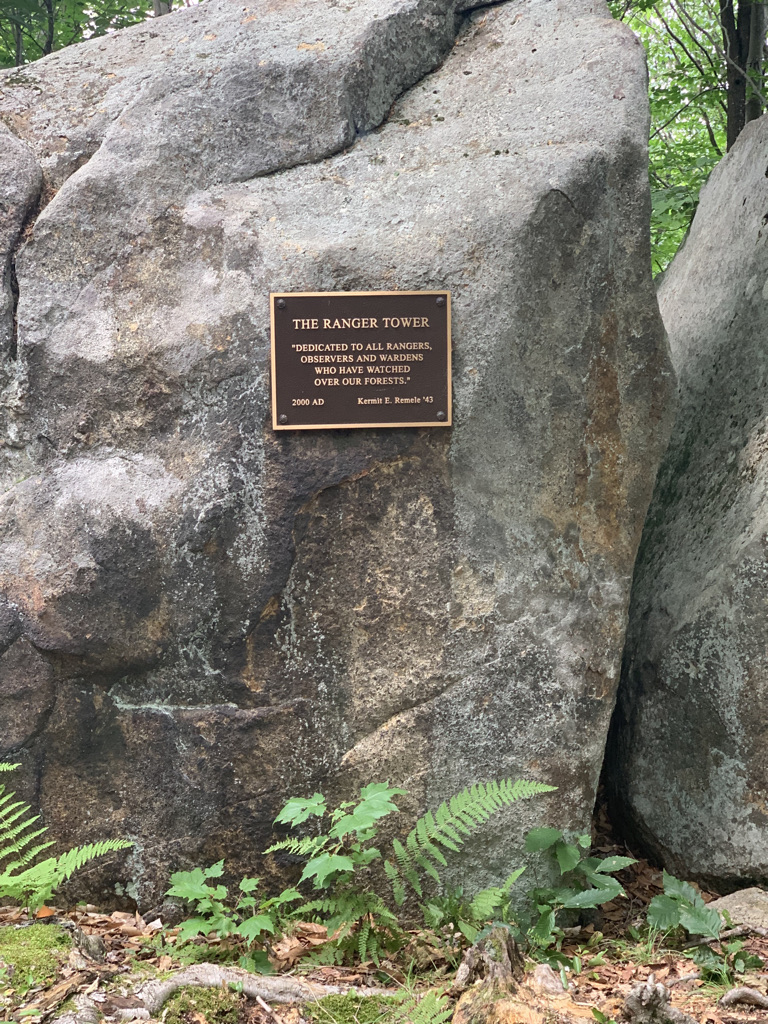 THE RANGER TOWER
"DEDICATED TO ALL RANGERS,
OBSERVERS AND WARDENS
WHO HAVE WATCHED
OVER OUR FORESTS."
2000 AD Kermit E. Remele '43